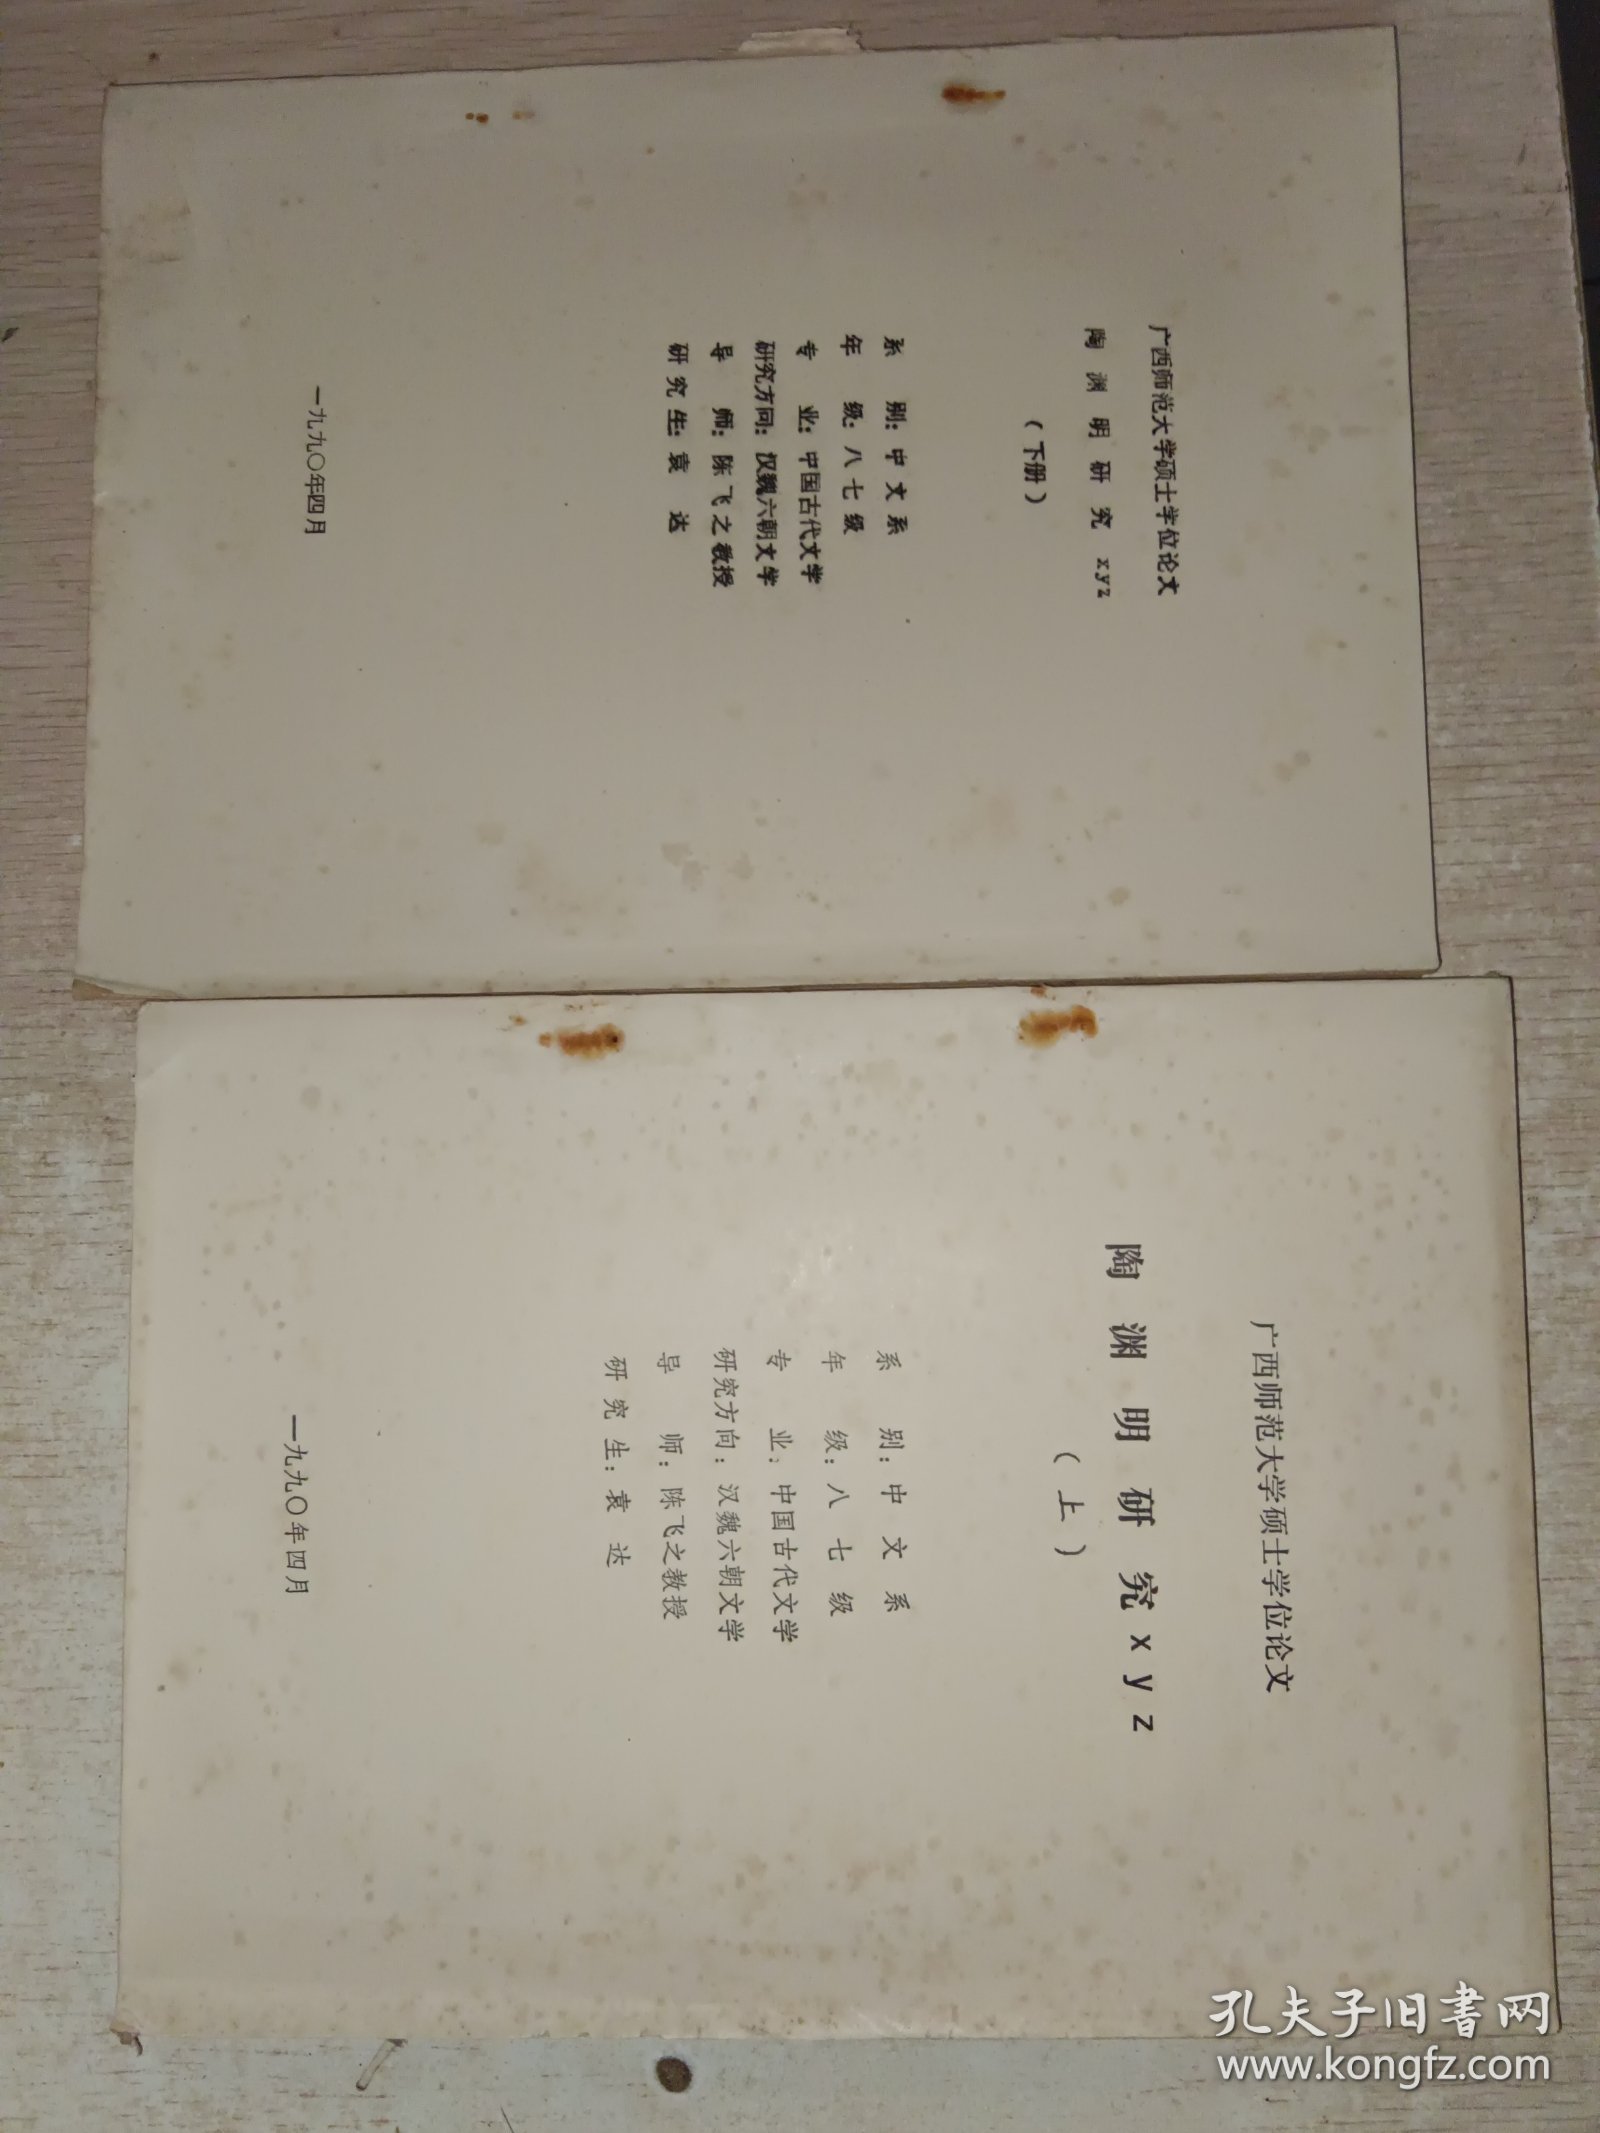 广西师范大学硕士学位论文
陶渊明研究 xyz
（下册）
系别：中文系
年级：八七级
专业：中国古代文学
研究方向：汉魏六朝文学
导师：陈飞之教授
研究生：袁达
一九九〇年四月
广西师范大学硕士学位论文
陶渊明研究xyz
（上）
系别：中文系
年级：八七级
专业：中国古代文学
研究方向：汉魏六朝文学
导师：陈飞之教授
研究生：袁达
一九九〇年四月
孔夫子旧书网
www.kongfz.com